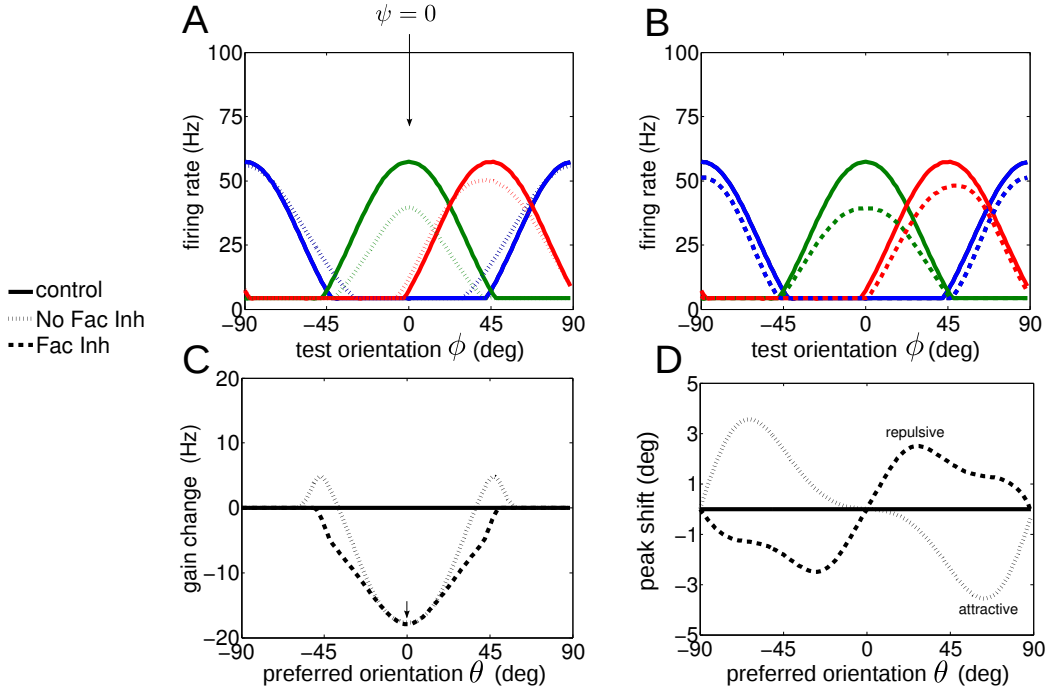 A
ψ = 0
B
100
75
50
25
0
firing rate (Hz)
−90
−45
0
45
90
test orientation ϕ (deg)
100
75
50
25
0
firing rate (Hz)
−90
−45
0
45
90
test orientation ϕ (deg)
control
No Fac Inh
Fac Inh
C
20
10
0
−10
−20
gain change (Hz)
−90
−45
0
45
90
preferred orientation θ (deg)
D
5
3
1
−1
−3
−5
peak shift (deg)
repulsive
attractive
−90
−45
0
45
90
preferred orientation θ (deg)